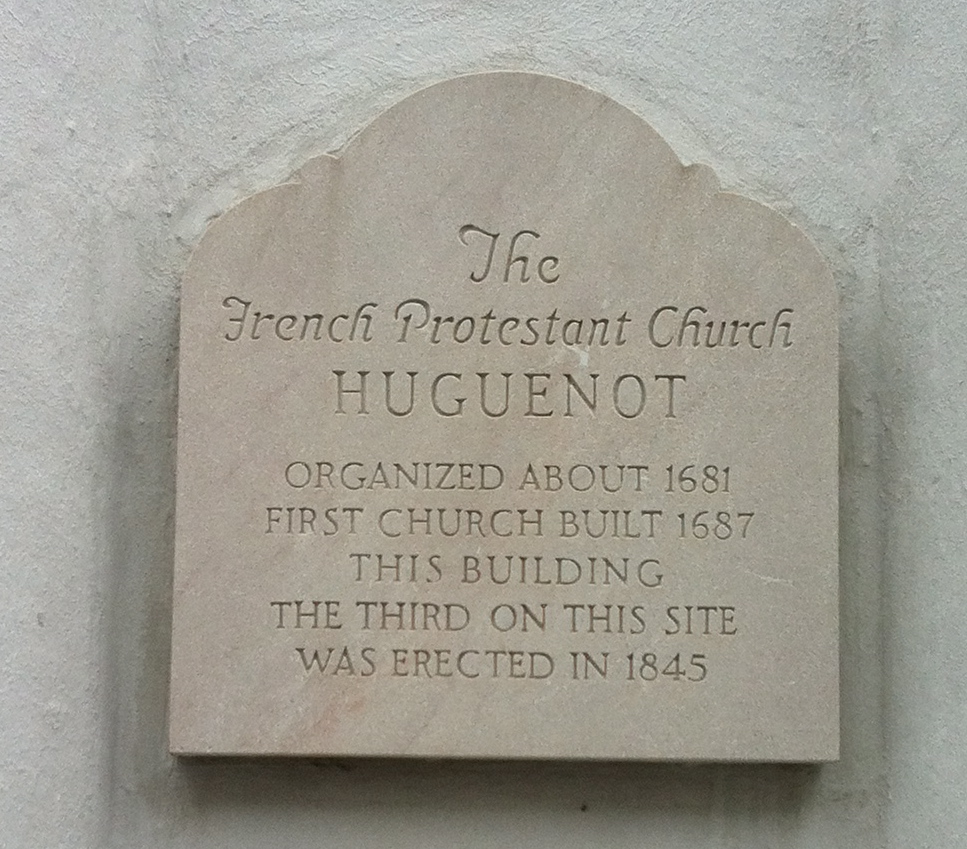 The
French Protestant Church
HUGUENOT
ORGANIZED ABOUT 1681
FIRST CHURCH BUILT 1687
THIS BUILDING
THE THIRD ON THIS SITE
WAS ERECTED IN 1845